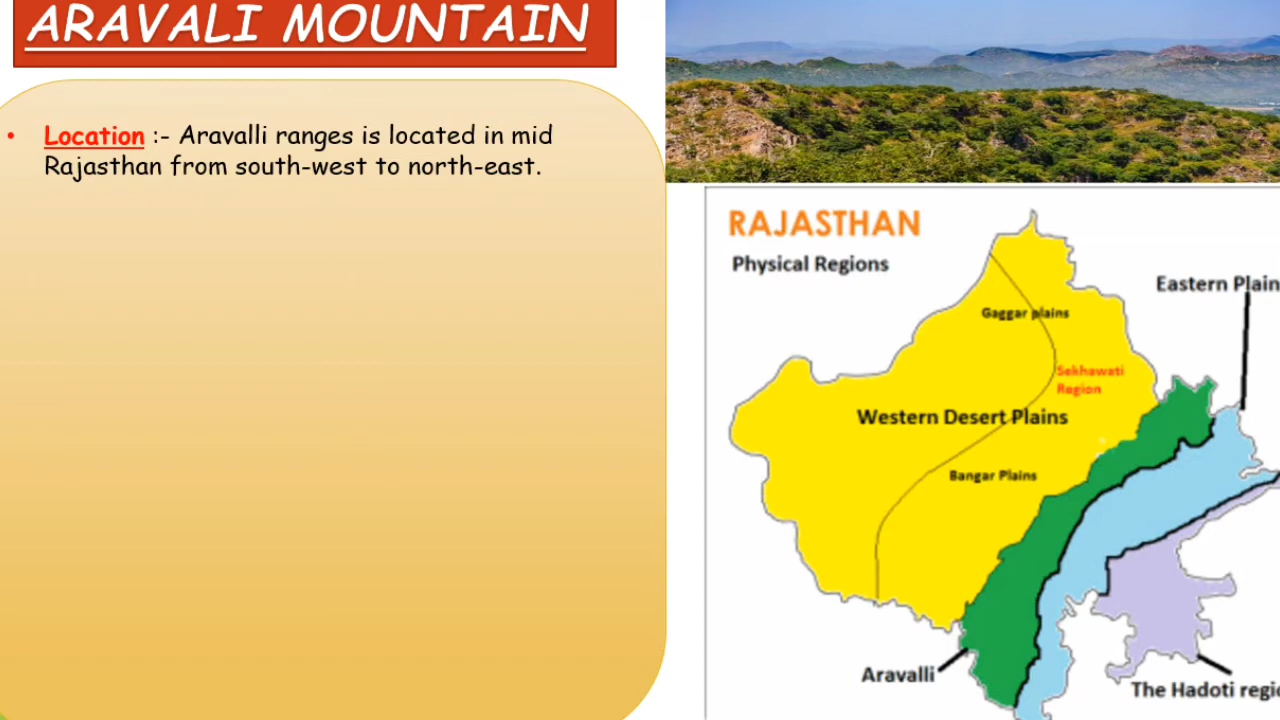 ARAVALI MOUNTAIN
• Location :- Aravalli ranges is located in mid
Rajasthan from south-west to north-east.
RAJASTHAN
Physical Regions
Eastern Plain
Gaggar plains
Sekhawati
Region
Western Desert Plains
Bangar Plains
Aravalli
The Hadoti regi